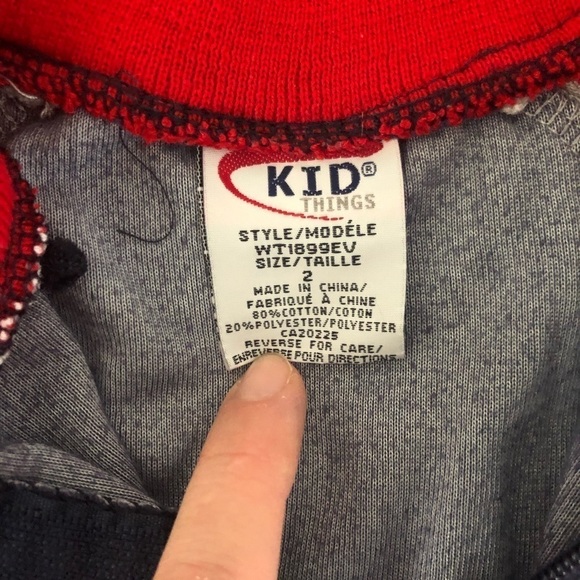 KID®
THINGS
STYLE/MODÉLE
WT1899EV
SIZE/TAILLE
2
MADE IN CHINA/
FABRIQUÉ À CHINE
80%COTTON/COTON
20%POLYESTER/POLYESTER
CA20225
REVERSE FOR CARE/
ENREVERSE POUR DIRECTIONS